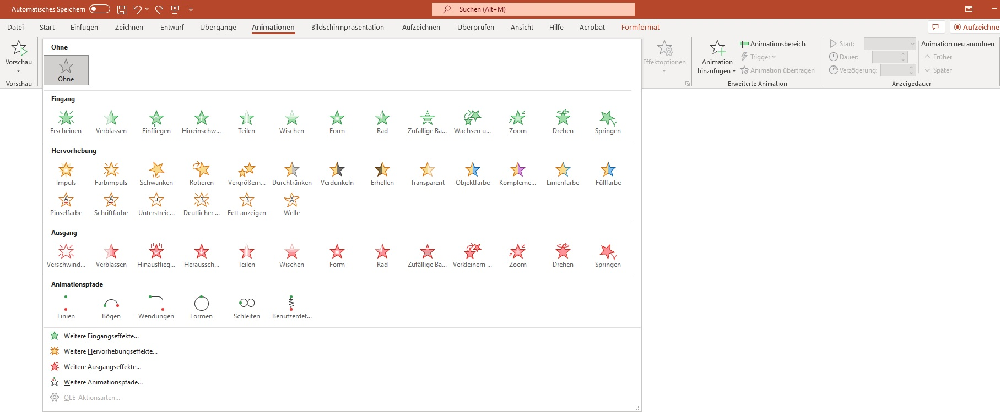 Automatisches Speichern
Suchen (Alt+M)
Datei Start Einfügen Zeichnen Entwurf Übergänge Animationen Bildschirmpräsentation Aufzeichnen Überprüfen Ansicht Hilfe Acrobat Formformat Aufzeichne
Vorschau
Vorschau
Ohne
Ohne
Eingang
Erscheinen Verblassen Einfliegen Hineinschw... Teilen Wischen Form Rad Zufällige Ba... Wachsen u... Zoom Drehen Springen
Hervorhebung
Impuls Farbimpuls Schwanken Rotieren Vergrößern... Durchtränken Verdunkeln Erhellen Transparent Objektfarbe Kompleme... Linienfarbe Füllfarbe
Pinselfarbe Schriftfarbe Unterstreic... Deutlicher ... Fett anzeigen Welle
Ausgang
Verschwind... Verblassen Hinausflieg... Heraussch... Teilen Wischen Form Rad Zufällige Ba... Verkleinern ... Zoom Drehen Springen
Animationspfade
Linien Bögen Wendungen Formen Schleifen Benutzerdef...
Weitere Eingangseffekte...
Weitere Hervorhebungseffekte...
Weitere Ausgangseffekte...
Weitere Animationspfade...
OLE-Aktionsarten...
Effektoptionen
Animation
hinzufügen
Animationsbereich
Trigger
Animation übertragen
Erweiterte Animation
Start:
Dauer:
Verzögerung:
Animation neu anordnen
Früher
Später
Anzeigedauer